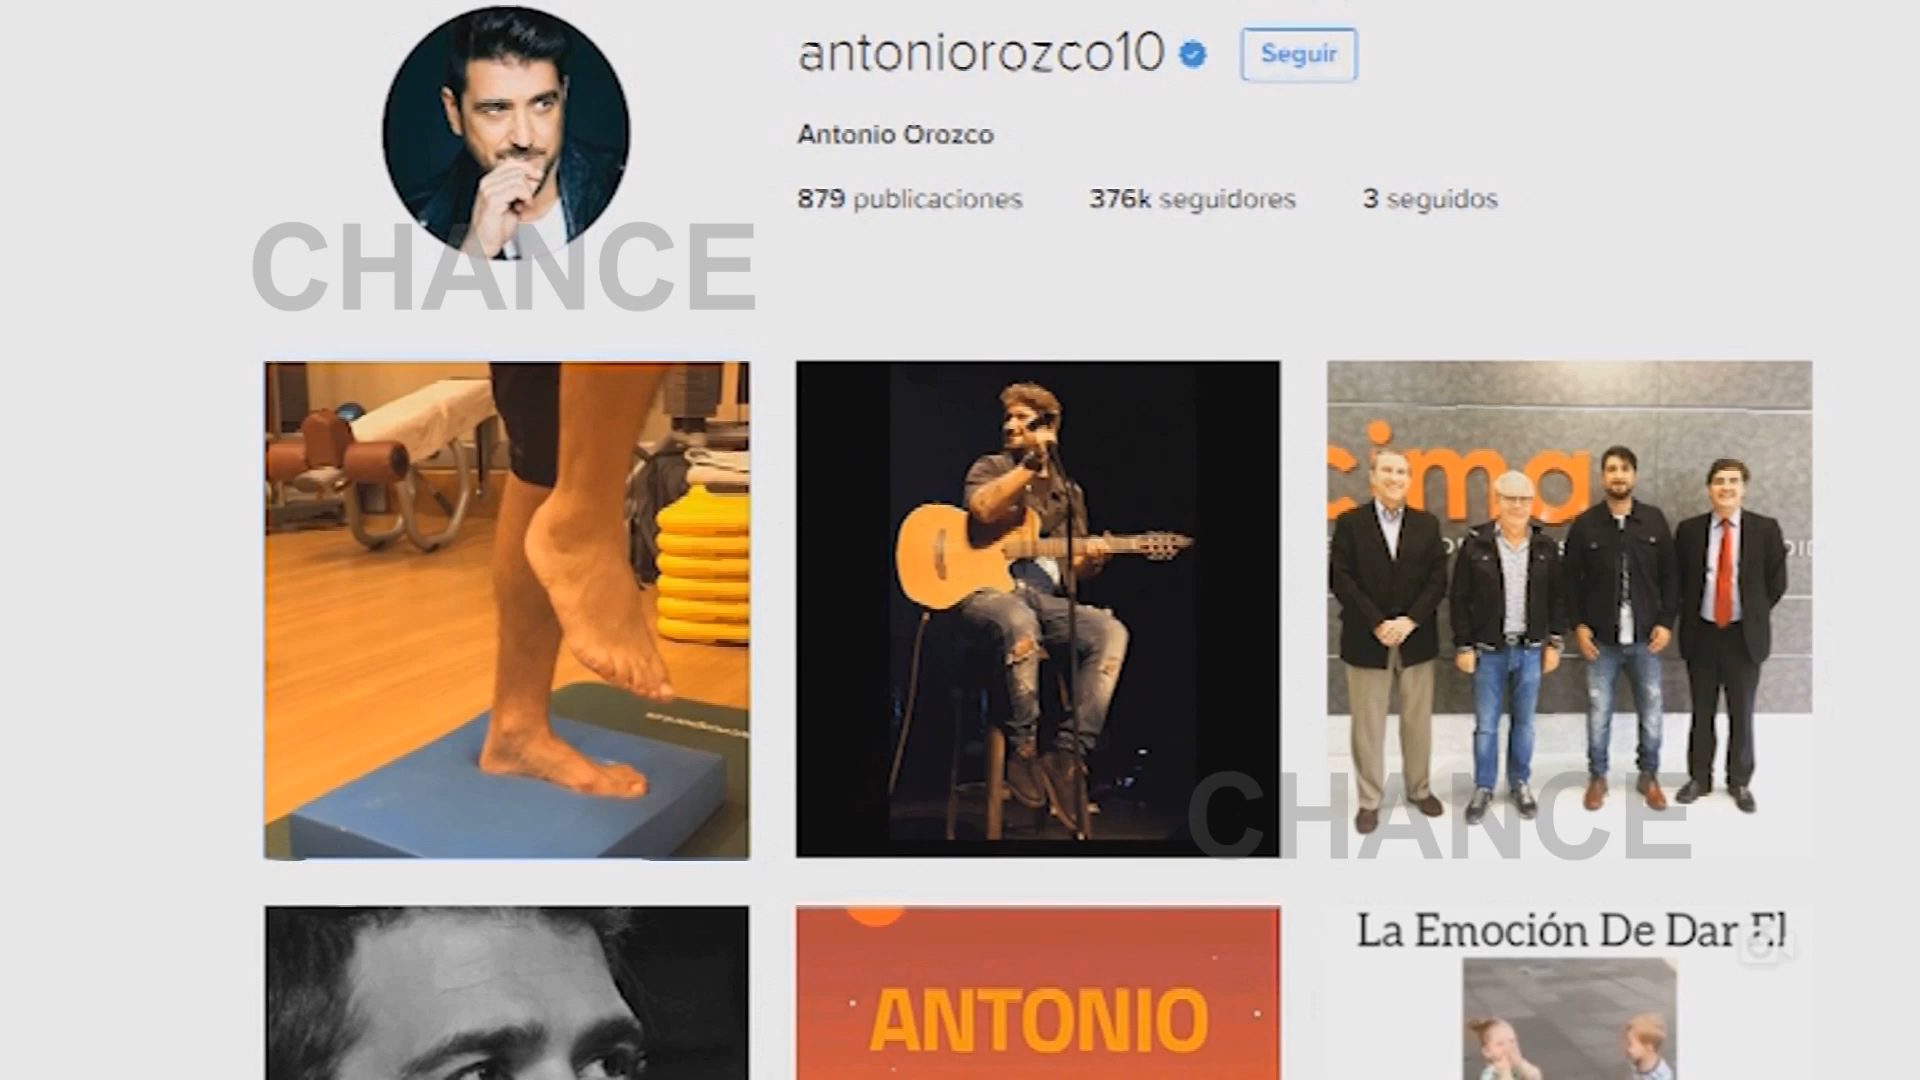 antoniorozco10 Seguir
Antonio Orozco
879 publicaciones 376k seguidores 3 seguidos
CHANCE
cima
CHANCE
La Emoción De Dar El
ANTONIO